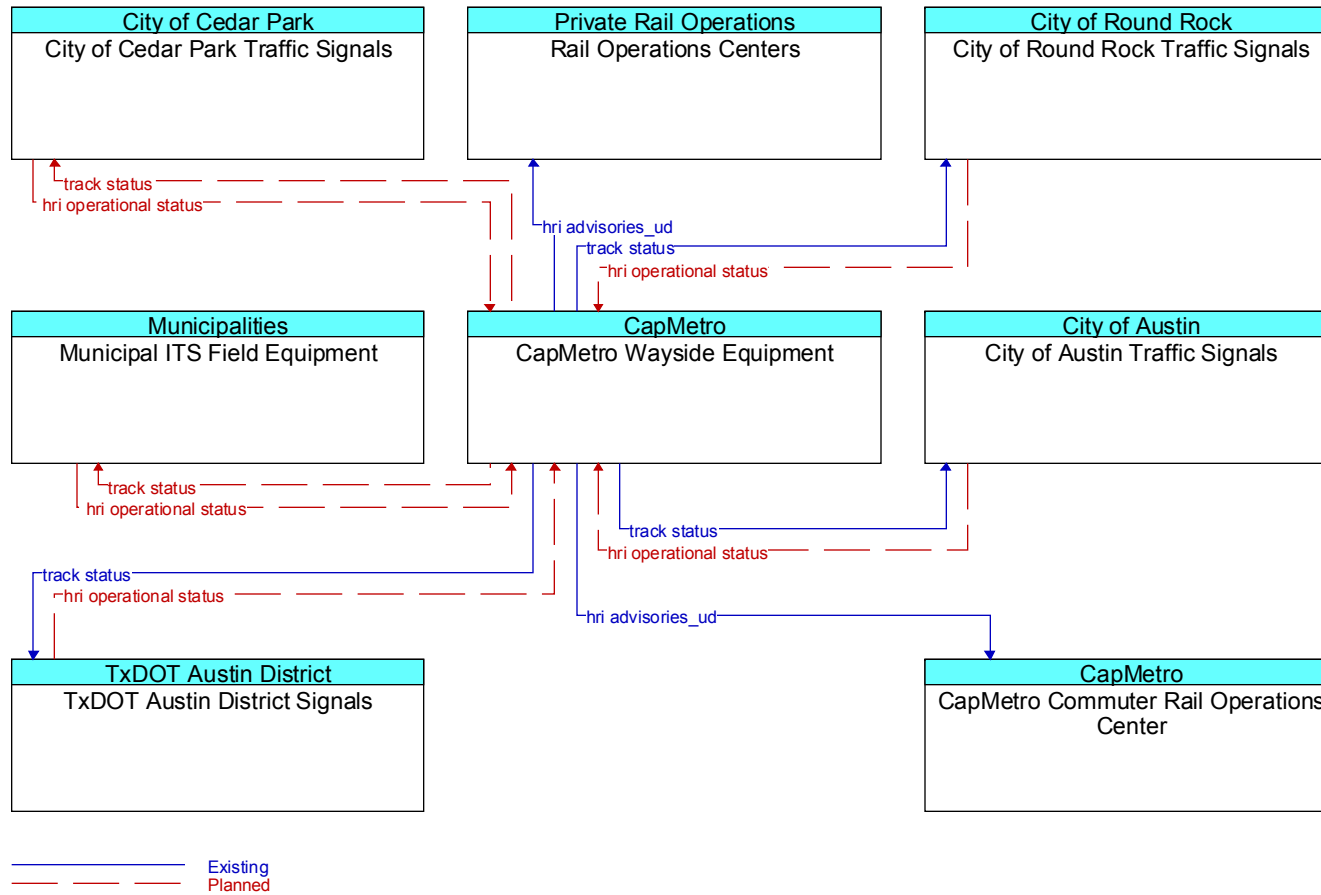 City of Cedar Park
City of Cedar Park Traffic Signals
Private Rail Operations
Rail Operations Centers
City of Round Rock
City of Round Rock Traffic Signals
track status
hri operational status
hri advisories_ud
track status
hri operational status
Municipalities
Municipal ITS Field Equipment
CapMetro
CapMetro Wayside Equipment
City of Austin
City of Austin Traffic Signals
track status
hri operational status
track status
hri operational status
track status
hri operational status
hri advisories_ud
TxDOT Austin District
TxDOT Austin District Signals
CapMetro
CapMetro Commuter Rail Operations
Center
Existing
Planned